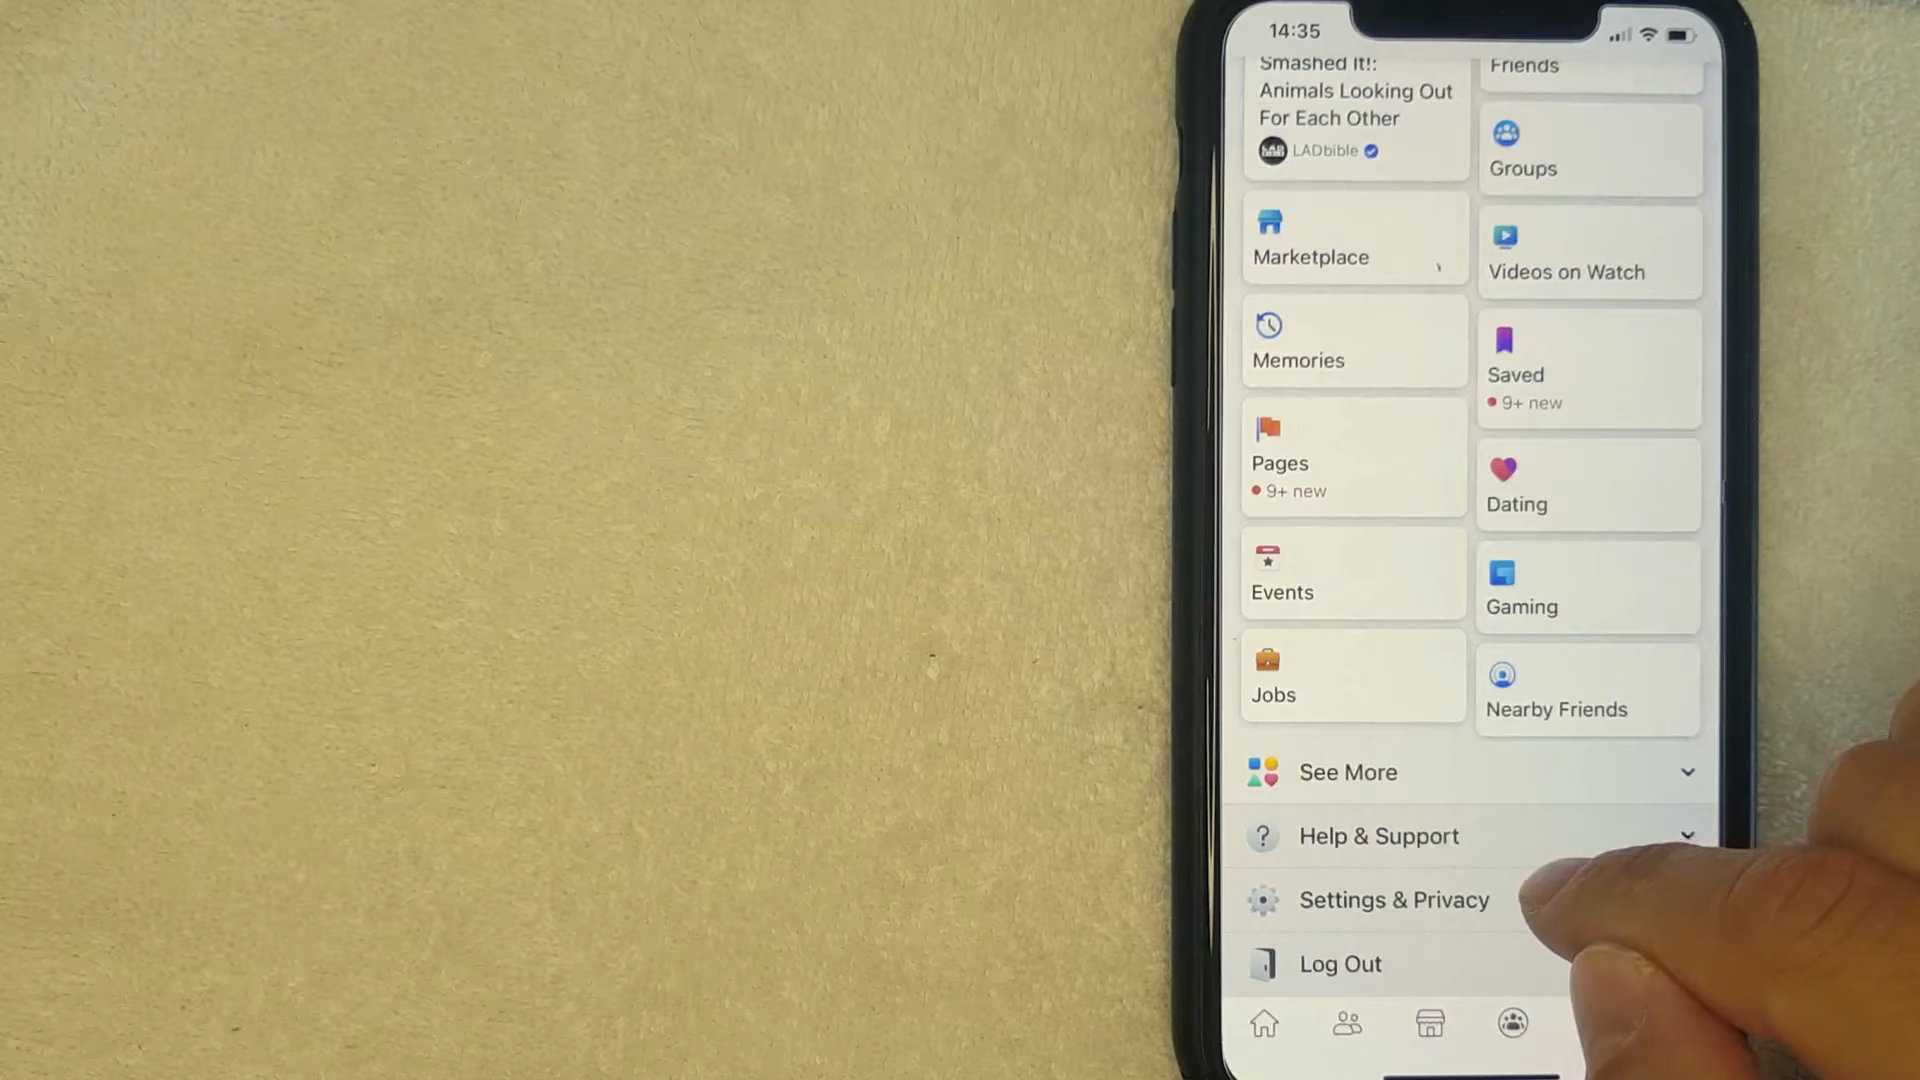 14:35
Smashed It!:
Animals Looking Out
For Each Other
LADbible
Marketplace
Memories
Pages
9+ new
Events
Jobs
Friends
Groups
Videos on Watch
Saved
9+ new
Dating
Gaming
Nearby Friends
See More
Help & Support
Settings & Privacy
Log Out